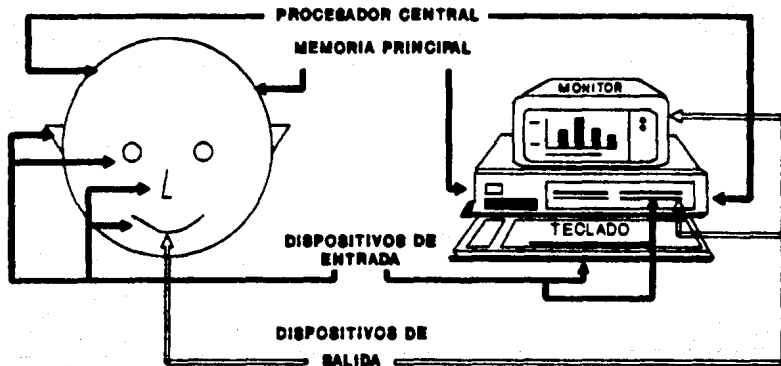 PROCESADOR CENTRAL
MEMORIA PRINCIPAL
MONITOR
TECLADO
DISPOSITIVOS DE
ENTRADA
DISPOSITIVOS DE
SALIDA